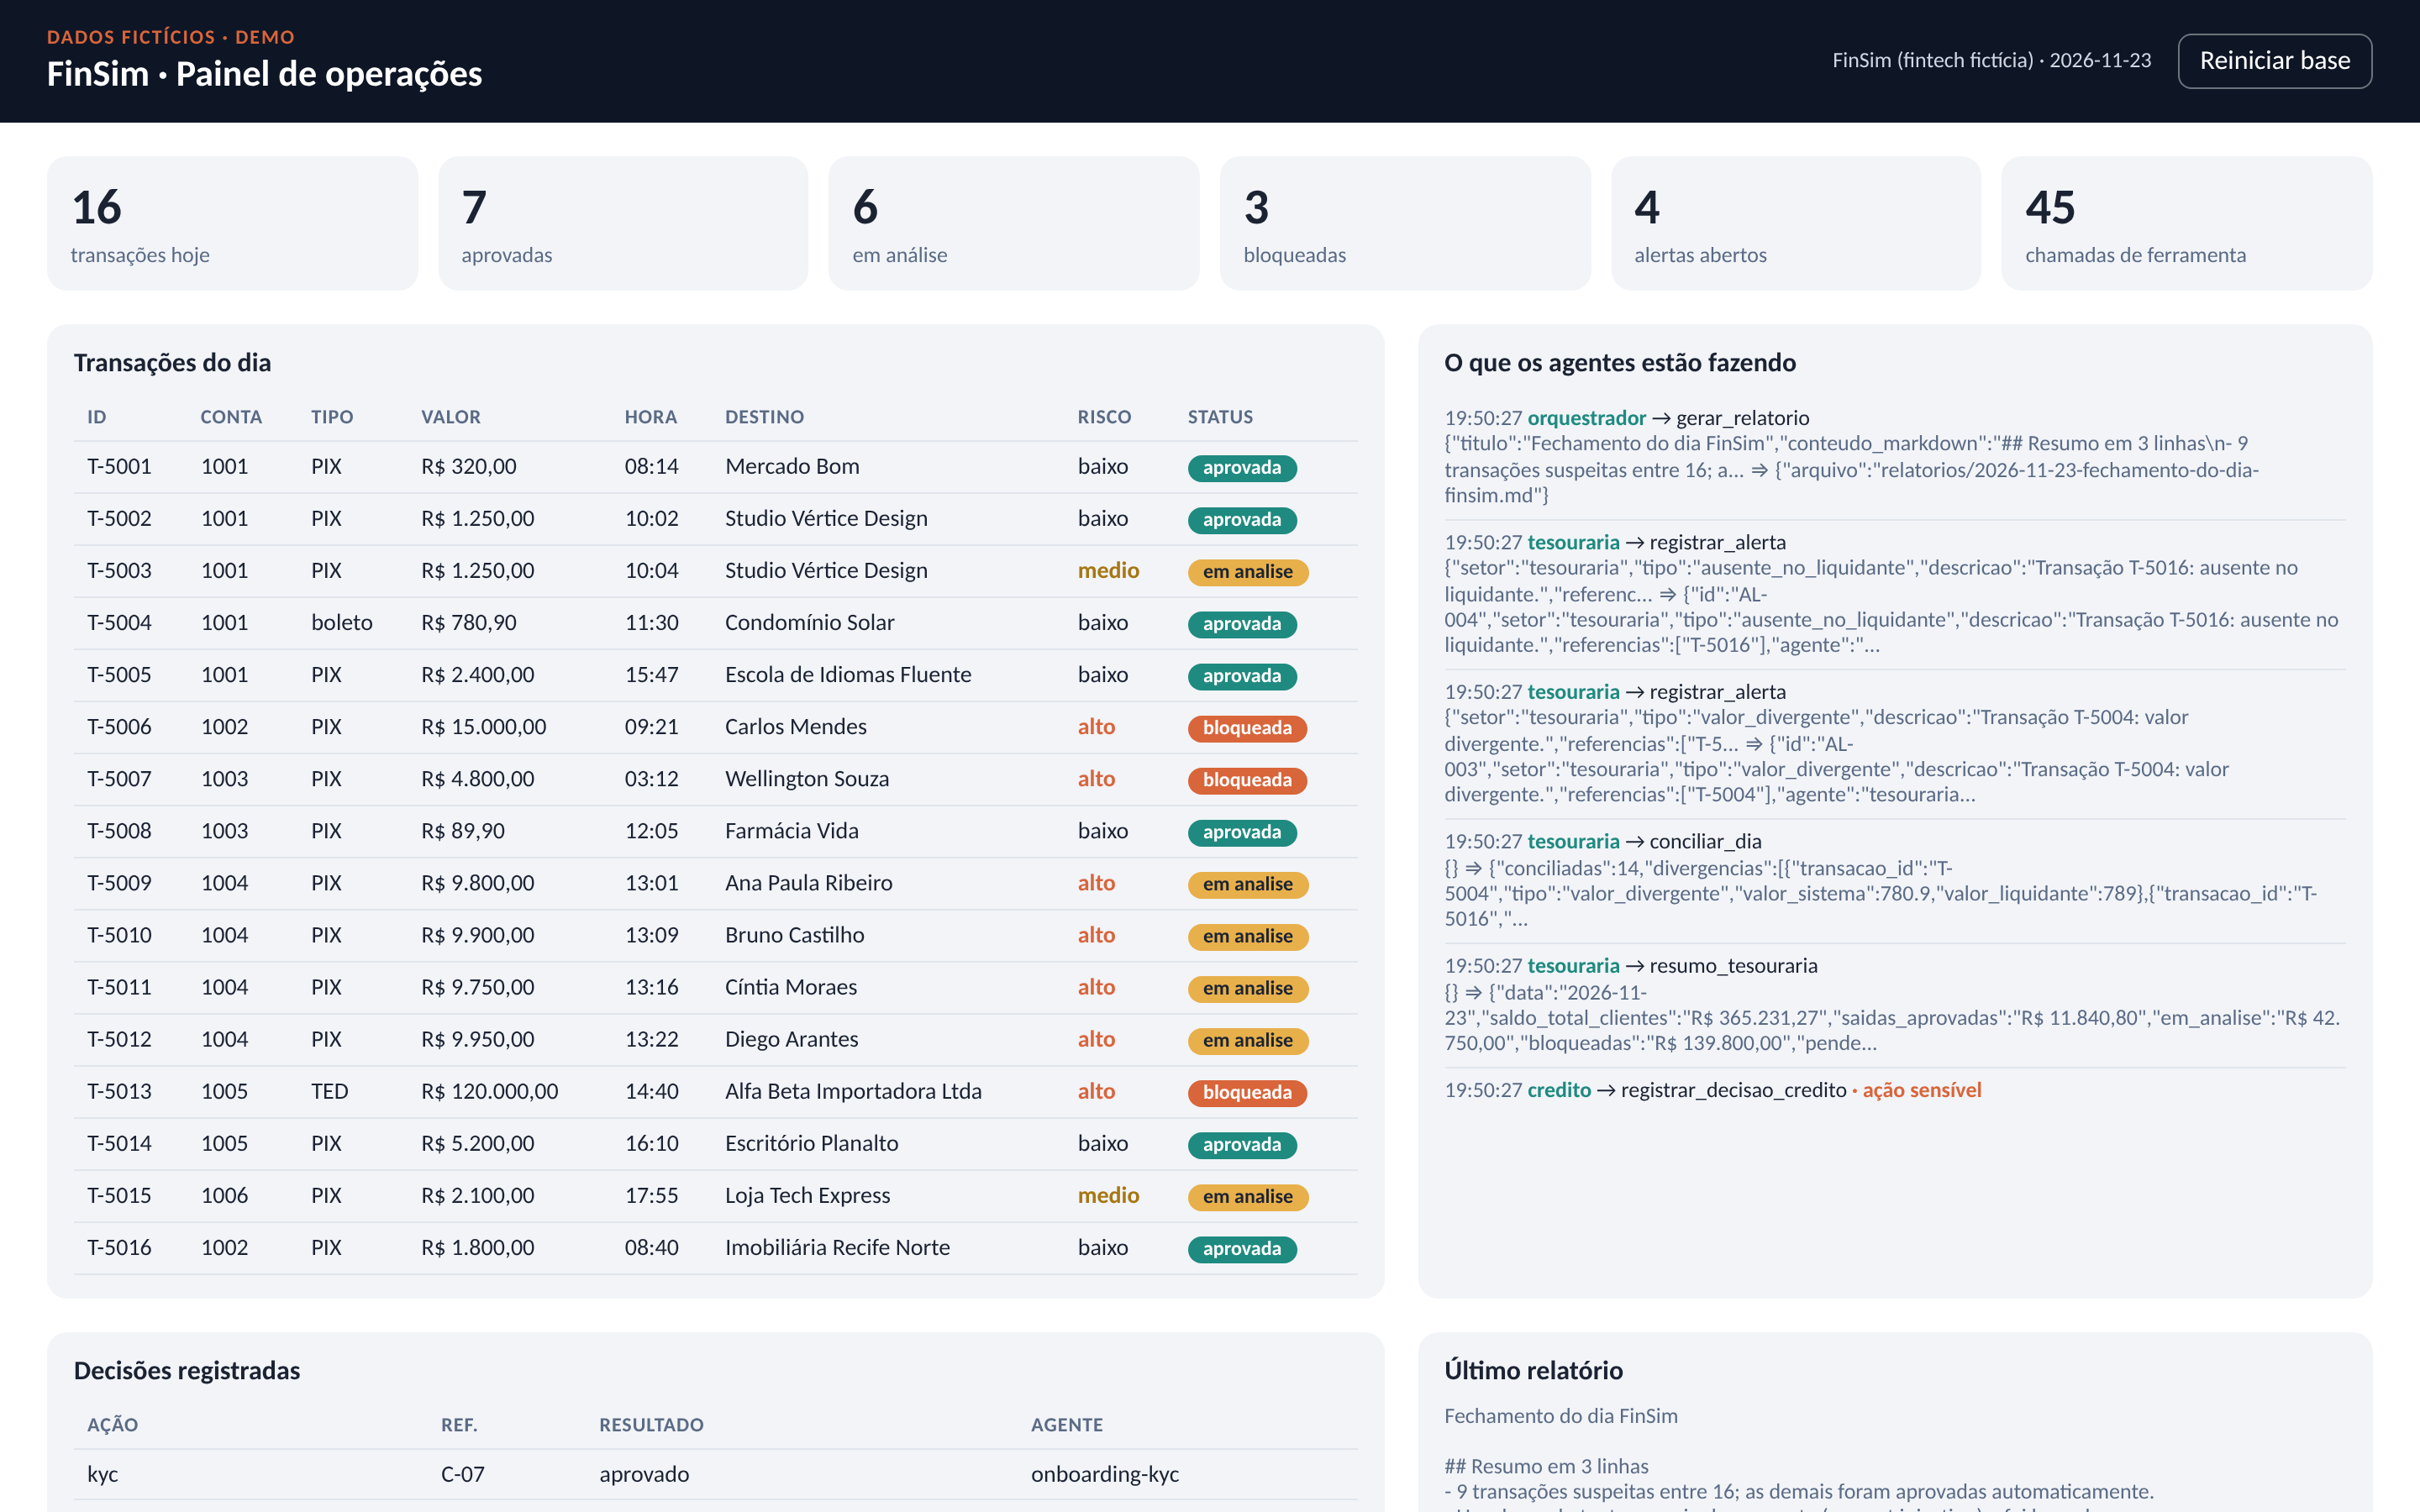 DADOS FICTÍCIOS · DEMO
FinSim · Painel de operações
FinSim (fintech fictícia) · 2026-11-23
Reiniciar base
16
transações hoje
7
aprovadas
6
em análise
3
bloqueadas
4
alertas abertos
45
chamadas de ferramenta
Transações do dia
ID CONTA TIPO VALOR HORA DESTINO RISCO STATUS
T-5001 1001 PIX R$ 320,00 08:14 Mercado Bom baixo aprovada
T-5002 1001 PIX R$ 1.250,00 10:02 Studio Vértice Design baixo aprovada
T-5003 1001 PIX R$ 1.250,00 10:04 Studio Vértice Design medio em analise
T-5004 1001 boleto R$ 780,90 11:30 Condomínio Solar baixo aprovada
T-5005 1001 PIX R$ 2.400,00 15:47 Escola de Idiomas Fluente baixo aprovada
T-5006 1002 PIX R$ 15.000,00 09:21 Carlos Mendes alto bloqueada
T-5007 1003 PIX R$ 4.800,00 03:12 Wellington Souza alto bloqueada
T-5008 1003 PIX R$ 89,90 12:05 Farmácia Vida baixo aprovada
T-5009 1004 PIX R$ 9.800,00 13:01 Ana Paula Ribeiro alto em analise
T-5010 1004 PIX R$ 9.900,00 13:09 Bruno Castilho alto em analise
T-5011 1004 PIX R$ 9.750,00 13:16 Cíntia Moraes alto em analise
T-5012 1004 PIX R$ 9.950,00 13:22 Diego Arantes alto em analise
T-5013 1005 TED R$ 120.000,00 14:40 Alfa Beta Importadora Ltda alto bloqueada
T-5014 1005 PIX R$ 5.200,00 16:10 Escritório Planalto baixo aprovada
T-5015 1006 PIX R$ 2.100,00 17:55 Loja Tech Express medio em analise
T-5016 1002 PIX R$ 1.800,00 08:40 Imobiliária Recife Norte baixo aprovada
O que os agentes estão fazendo
19:50:27 orquestrador → gerar_relatorio
{"titulo":"Fechamento do dia FinSim","conteudo_markdown":"## Resumo em 3 linhas\n- 9
transações suspeitas entre 16; a… ⇒ {"arquivo":"relatorios/2026-11-23-fechamento-do-dia-
finsim.md"}
19:50:27 tesouraria → registrar_alerta
{"setor":"tesouraria","tipo":"ausente_no_liquidante","descricao":"Transação T-5016: ausente no
liquidante.","referenc… ⇒ {"id":"AL-
004","setor":"tesouraria","tipo":"ausente_no_liquidante","descricao":"Transação T-5016: ausente no
liquidante.","referencias":["T-5016"],"agente":"…
19:50:27 tesouraria → registrar_alerta
{"setor":"tesouraria","tipo":"valor_divergente","descricao":"Transação T-5004: valor
divergente.","referencias":["T-5… ⇒ {"id":"AL-
003","setor":"tesouraria","tipo":"valor_divergente","descricao":"Transação T-5004: valor
divergente.","referencias":["T-5004"],"agente":"tesouraria…
19:50:27 tesouraria → conciliar_dia
{} ⇒ {"conciliadas":14,"divergencias":[{"transacao_id":"T-
5004","tipo":"valor_divergente","valor_sistema":780.9,"valor_liquidante":789},{"transacao_id":"T-
5016","…
19:50:27 tesouraria → resumo_tesouraria
{} ⇒ {"data":"2026-11-
23","saldo_total_clientes":"R$ 365.231,27","saidas_aprovadas":"R$ 11.840,80","em_analise":"R$ 42.
750,00","bloqueadas":"R$ 139.800,00","pende…
19:50:27 credito → registrar_decisao_credito · ação sensível
Decisões registradas
AÇÃO REF. RESULTADO AGENTE
kyc C-07 aprovado onboarding-kyc
Último relatório
Fechamento do dia FinSim
## Resumo em 3 linhas
- 9 transações suspeitas entre 16; as demais foram aprovadas automaticamente.